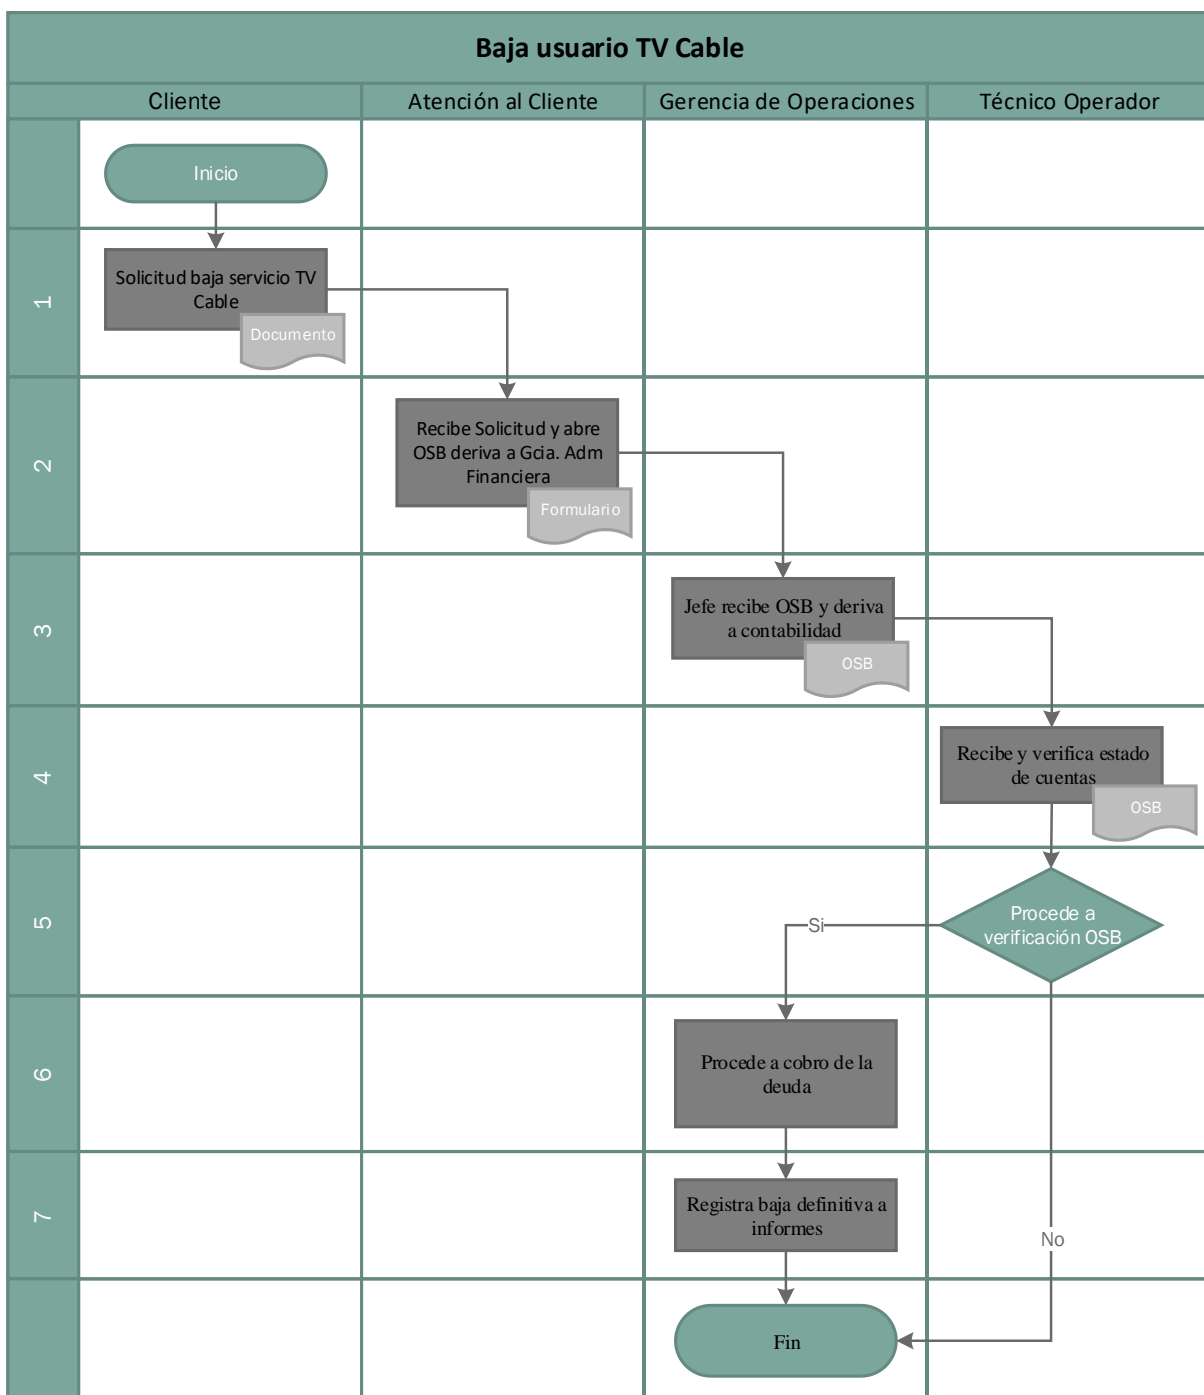 Baja usuario TV Cable
Cliente
Atención al Cliente
Gerencia de Operaciones
Técnico Operador
Inicio
1
Solicitud baja servicio TV
Cable
Documento
2
Recibe Solicitud y abre
OSB deriva a Gcia. Adm
Financiera
Formulario
3
Jefe recibe OSB y deriva
a contabilidad
OSB
4
Recibe y verifica estado
de cuentas
OSB
5
Procede a
verificación OSB
Si
6
Procede a cobro de la
deuda
7
Registra baja definitiva a
informes
No
Fin